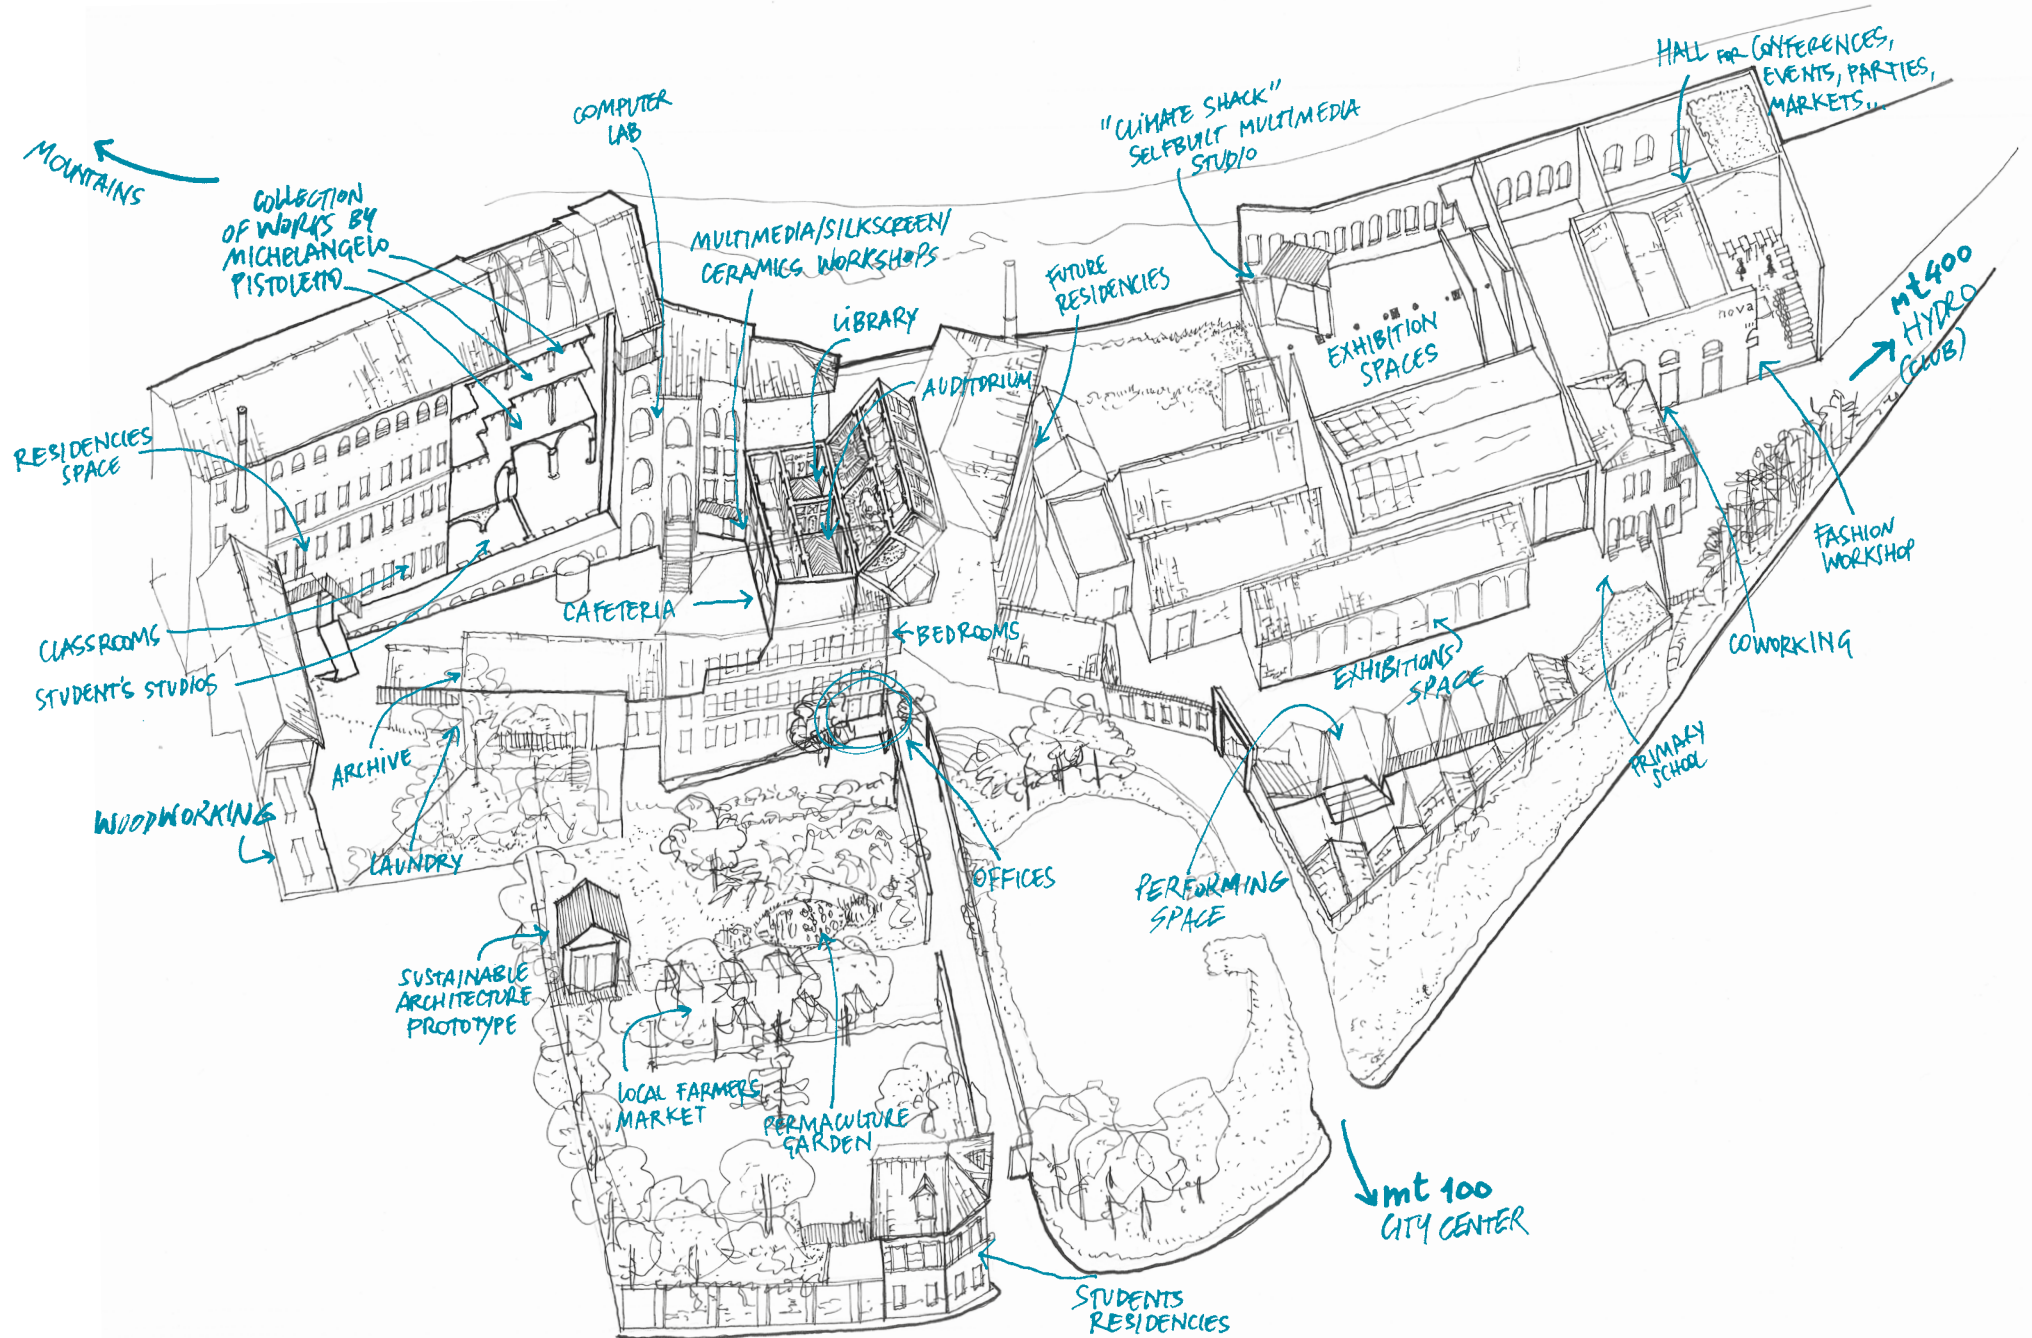 HALL FOR CONFERENCES,
EVENTS, PARTIES,
MARKETS...
"CLIMATE SHACK"
SELFBUILT MULTIMEDIA
STUDIO
COMPUTER
LAB
MOUNTAINS
COLLECTION
OF WORKS BY
MICHELANGELO
PISTOLETTO
MULTIMEDIA/SILKSCREEN/
CERAMICS WORKSHOPS
FUTURE
RESIDENCIES
LIBRARY
AUDITORIUM
EXHIBITION
SPACES
nova
mt 400
HYDRO
(CLUB)
RESIDENCIES
SPACE
FASHION
WORKSHOP
CLASSROOMS
STUDENT'S STUDIOS
CAFETERIA
BEDROOMS
COWORKING
EXHIBITIONS
SPACE
ARCHIVE
PRIMARY
SCHOOL
WOODWORKING
LAUNDRY
OFFICES
PERFORMING
SPACE
SUSTAINABLE
ARCHITECTURE
PROTOTYPE
LOCAL FARMERS
MARKET
PERMACULTURE
GARDEN
mt 100
CITY CENTER
STUDENTS
RESIDENCIES